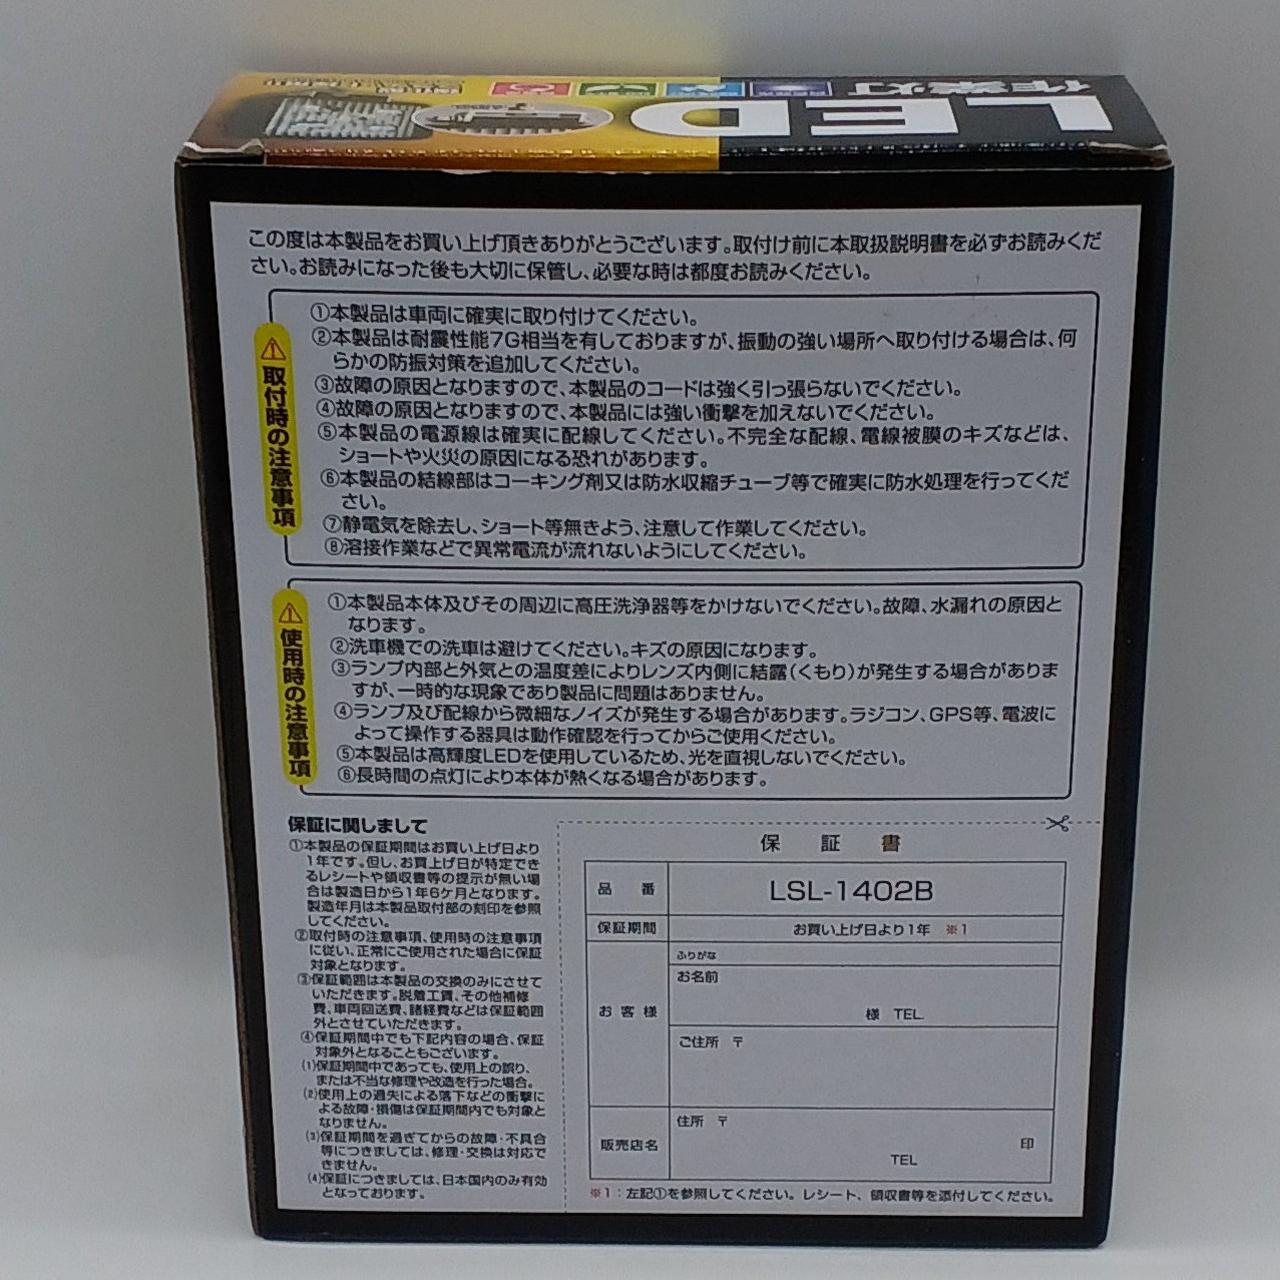 LED
作業灯
この度は本製品をお買い上げ頂きありがとうございます。取付け前に本取扱説明書を必ずお読みくだ
さい。お読みになった後も大切に保管し、必要な時は都度お読みください。
取付時の注意事項
①本製品は車両に確実に取り付けてください。
②本製品は耐震性能7G相当を有しておりますが、振動の強い場所へ取り付ける場合は、何
らかの防振対策を追加してください。
③故障の原因となりますので、本製品のコードは強く引っ張らないでください。
④故障の原因となりますので、本製品には強い衝撃を加えないでください。
⑤本製品の電源線は確実に配線してください。不完全な配線、電線被膜のキズなどは、
ショートや火災の原因になる恐れがあります。
⑥本製品の結線部はコーキング剤又は防水収縮チューブ等で確実に防水処理を行ってくだ
さい。
⑦静電気を除去し、ショート等無きよう、注意して作業してください。
⑧溶接作業などで異常電流が流れないようにしてください。
使用時の注意事項
①本製品本体及びその周辺に高圧洗浄器等をかけないでください。故障、水漏れの原因と
なります。
②洗車機での洗車は避けてください。キズの原因になります。
③ランプ内部と外気との温度差によりレンズ内側に結露(くもり)が発生する場合がありま
すが、一時的な現象であり製品に問題はありません。
④ランプ及び配線から微細なノイズが発生する場合があります。ラジコン、GPS等、電波に
よって操作する器具は動作確認を行ってからご使用ください。
⑤本製品は高輝度LEDを使用しているため、光を直視しないでください。
⑥長時間の点灯により本体が熱くなる場合があります。
保証に関しまして
①本製品の保証期間はお買い上げ日より
1年です。但し、お買上げ日が特定でき
るレシートや領収書等の提示が無い場
合は製造日から1年6ケ月となります。
製造年月は本製品取付部の刻印を参照
してください。
②取付時の注意事項、使用時の注意事項
に従い、正常にご使用された場合に保証
対象となります。
③保証範囲は本製品の交換のみにさせて
いただきます。脱着工賃、その他補修
費、車両回送費、諸経費などは保証範囲
外とさせていただきます。
④保証期間中でも下記内容の場合、保証
対象外となることもございます。
(1)保証期間中であっても、使用上の誤り、
または不当な修理や改造を行った場合。
(2)使用上の過失による落下などの衝撃に
よる故障・損傷は保証期間内でも対象と
なりません。
(3)保証期間を過ぎてからの故障・不具合
等につきましては、修理・交換は対応で
きません。
(4)保証につきましては、日本国内のみ有効
となっております。
保証書
品番 LSL-1402B
保証期間 お買い上げ日より1年 ※1
お客様
ふりがな
お名前
様 TEL
ご住所 〒
販売店名
住所 〒
印
TEL
※1：左記①を参照してください。レシート、領収書等を添付してください。